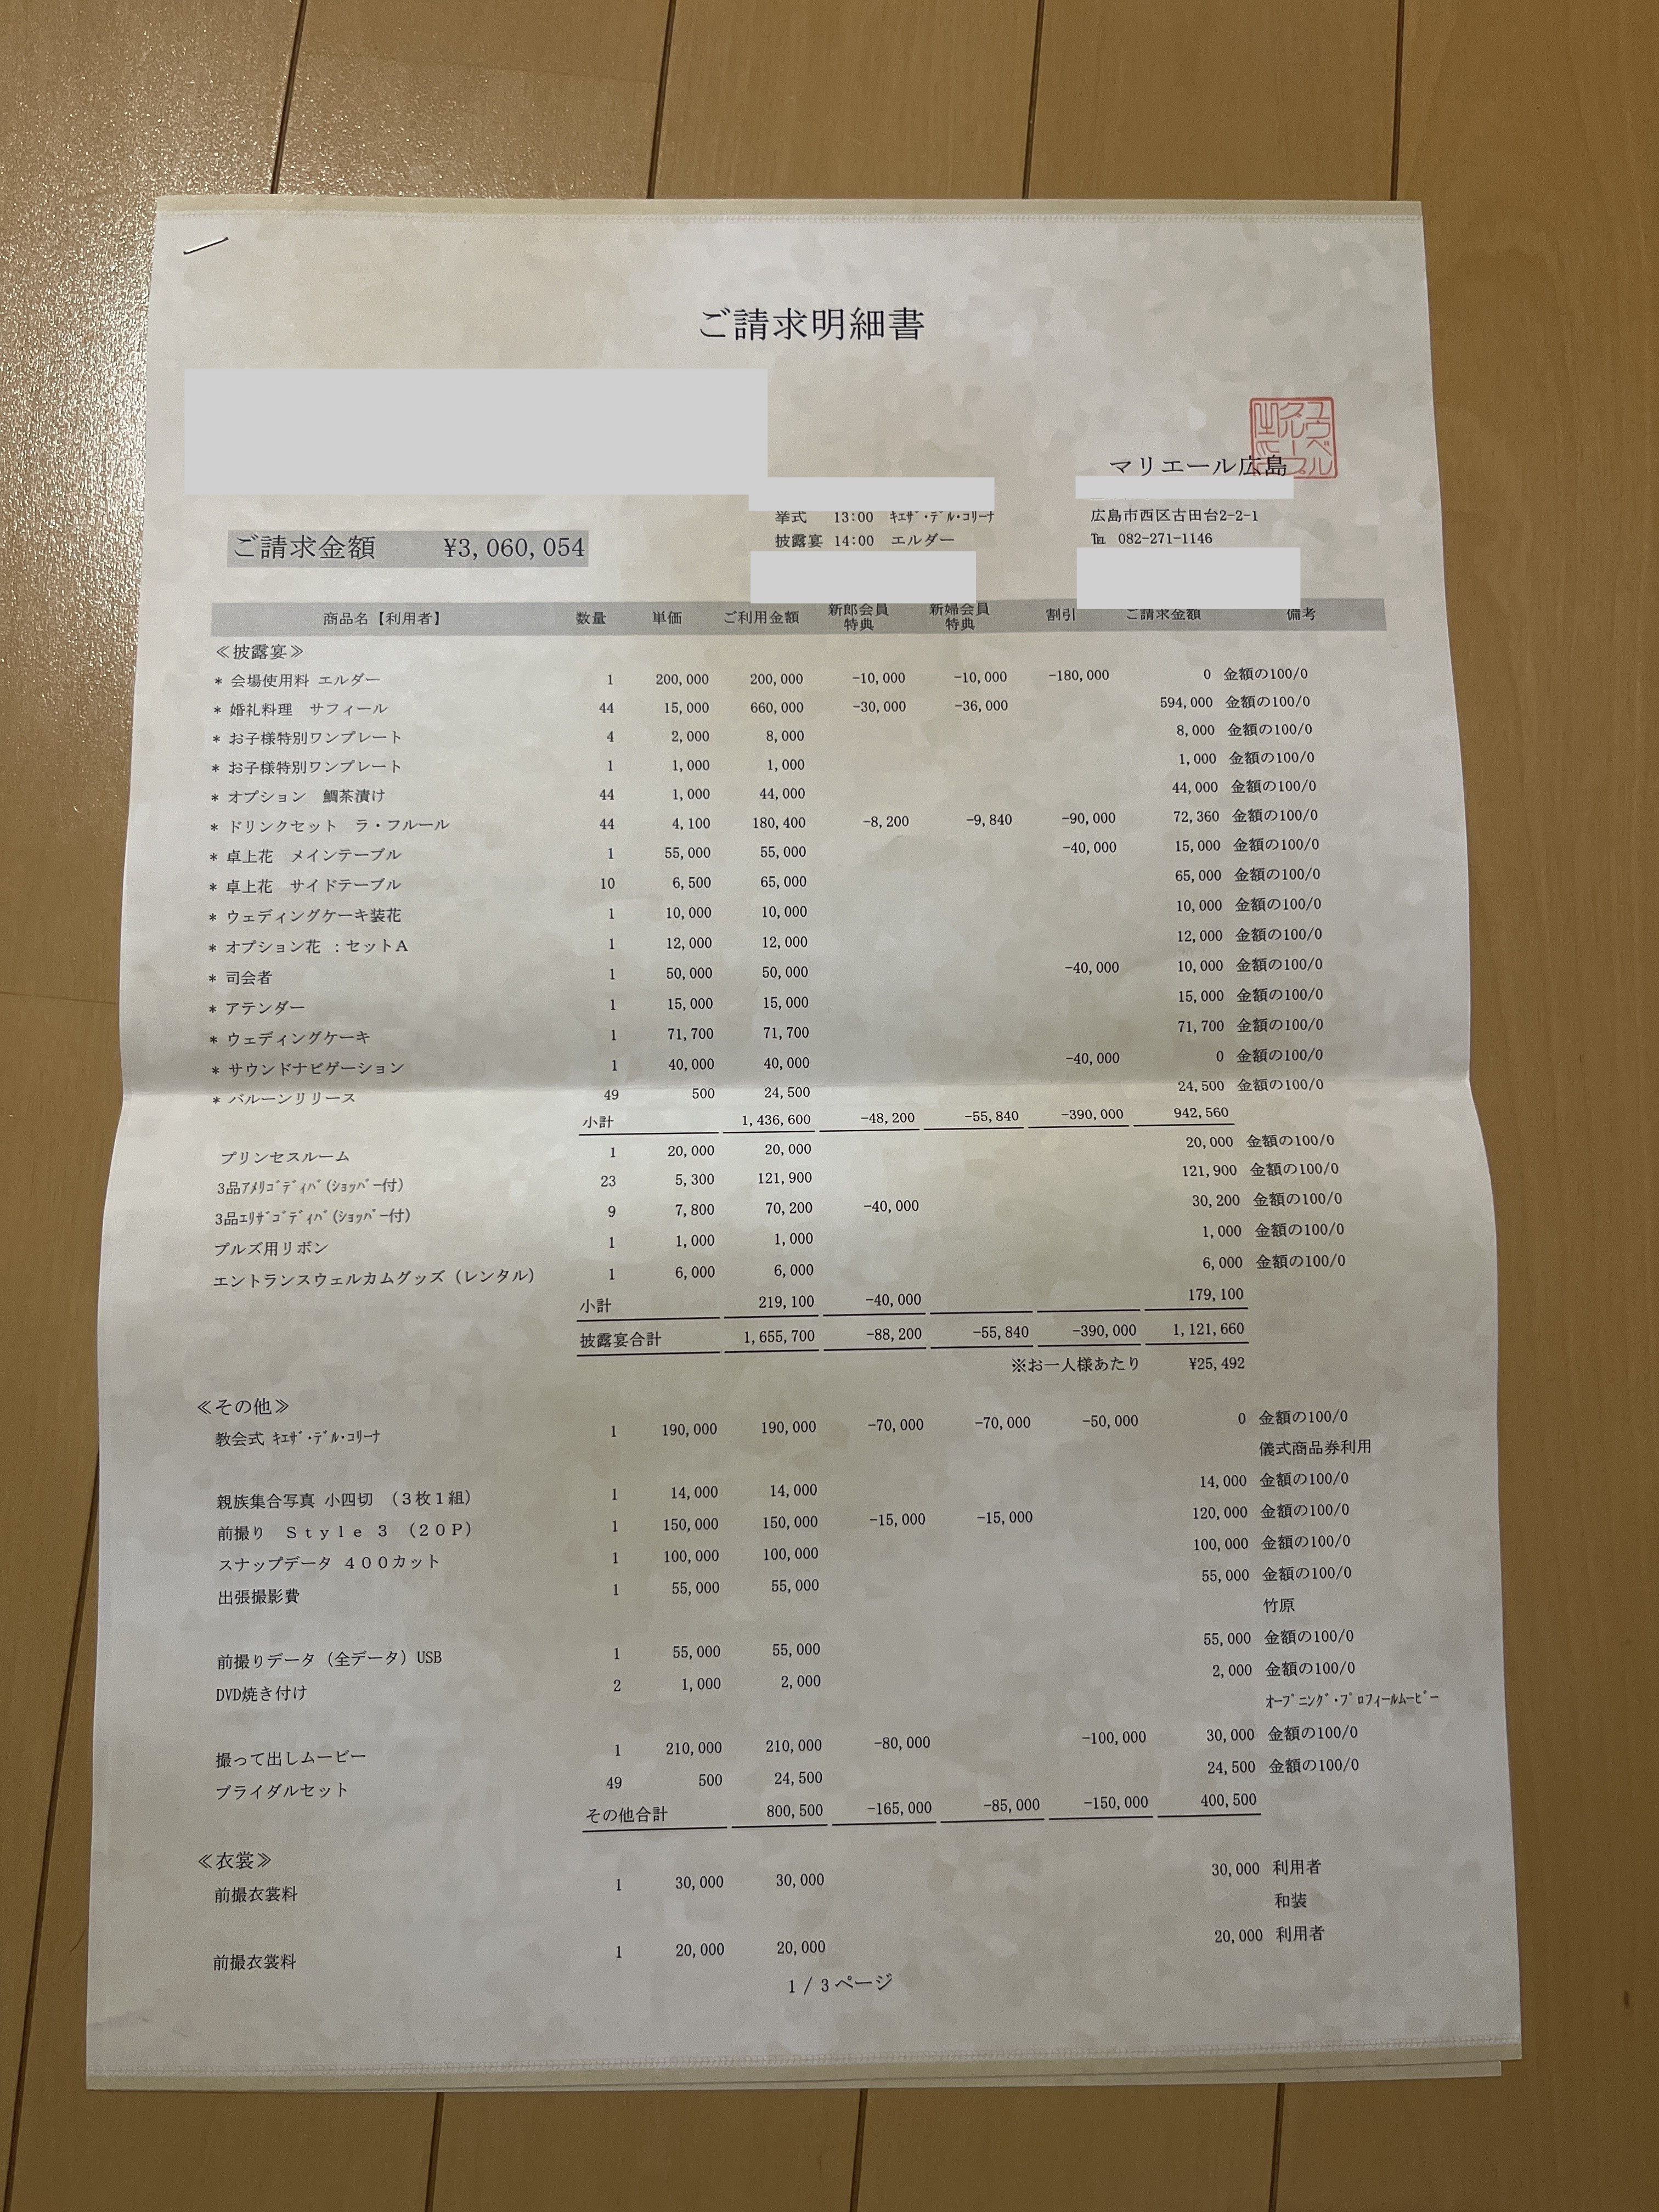 ご請求明細書
マリエール広島
挙式 13:00 ｷｴｻﾞ･ﾃﾞﾙ･ｺﾘｰﾅ 広島市西区古田台2-2-1
ご請求金額 ¥3,060,054 披露宴 14:00 エルダー ℡ 082-271-1146
商品名【利用者】 数量 単価 ご利用金額 新郎会員特典 新婦会員特典 割引 ご請求金額 備考
≪披露宴≫
* 会場使用料 エルダー 1 200,000 200,000 -10,000 -10,000 -180,000 0 金額の100/0
* 婚礼料理 サフィール 44 15,000 660,000 -30,000 -36,000 594,000 金額の100/0
* お子様特別ワンプレート 4 2,000 8,000 8,000 金額の100/0
* お子様特別ワンプレート 1 1,000 1,000 1,000 金額の100/0
* オプション 鯛茶漬け 44 1,000 44,000 44,000 金額の100/0
* ドリンクセット ラ・フルール 44 4,100 180,400 -8,200 -9,840 -90,000 72,360 金額の100/0
* 卓上花 メインテーブル 1 55,000 55,000 -40,000 15,000 金額の100/0
* 卓上花 サイドテーブル 10 6,500 65,000 65,000 金額の100/0
* ウェディングケーキ装花 1 10,000 10,000 10,000 金額の100/0
* オプション花 :セットA 1 12,000 12,000 12,000 金額の100/0
* 司会者 1 50,000 50,000 -40,000 10,000 金額の100/0
* アテンダー 1 15,000 15,000 15,000 金額の100/0
* ウェディングケーキ 1 71,700 71,700 71,700 金額の100/0
* サウンドナビゲーション 1 40,000 40,000 -40,000 0 金額の100/0
* バルーンリリース 49 500 24,500 24,500 金額の100/0
小計 1,436,600 -48,200 -55,840 -390,000 942,560
プリンセスルーム 1 20,000 20,000 20,000 金額の100/0
3品ｱﾒﾘｺﾞﾃﾞｨﾊﾞ(ｼｮｯﾊﾟｰ付) 23 5,300 121,900 121,900 金額の100/0
3品ｴﾘｻﾞｺﾞﾃﾞｨﾊﾞ(ｼｮｯﾊﾟｰ付) 9 7,800 70,200 -40,000 30,200 金額の100/0
プルズ用リボン 1 1,000 1,000 1,000 金額の100/0
エントランスウェルカムグッズ（レンタル） 1 6,000 6,000 6,000 金額の100/0
小計 219,100 -40,000 179,100
披露宴合計 1,655,700 -88,200 -55,840 -390,000 1,121,660
※お一人様あたり ¥25,492
≪その他≫
教会式 ｷｴｻﾞ･ﾃﾞﾙ･ｺﾘｰﾅ 1 190,000 190,000 -70,000 -70,000 -50,000 0 金額の100/0
儀式商品券利用
親族集合写真 小四切 （３枚１組） 1 14,000 14,000 14,000 金額の100/0
前撮り Ｓｔｙｌｅ３ （２０Ｐ） 1 150,000 150,000 -15,000 -15,000 120,000 金額の100/0
スナップデータ ４００カット 1 100,000 100,000 100,000 金額の100/0
出張撮影費 1 55,000 55,000 55,000 金額の100/0
竹原
前撮りデータ（全データ）USB 1 55,000 55,000 55,000 金額の100/0
DVD焼き付け 2 1,000 2,000 2,000 金額の100/0
ｵｰﾌﾟﾆﾝｸﾞ･ﾌﾟﾛﾌｨｰﾙﾑｰﾋﾞｰ
撮って出しムービー 1 210,000 210,000 -80,000 -100,000 30,000 金額の100/0
ブライダルセット 49 500 24,500 24,500 金額の100/0
その他合計 800,500 -165,000 -85,000 -150,000 400,500
≪衣裳≫
前撮衣裳料 1 30,000 30,000 30,000 利用者
和装
前撮衣裳料 1 20,000 20,000 20,000 利用者
1 / 3 ページ